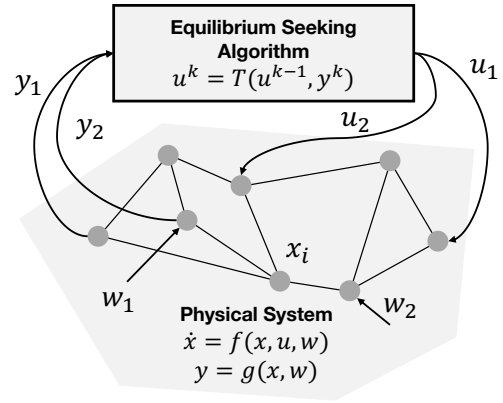 Equilibrium Seeking
Algorithm
u^k = T(u^{k−1}, y^k)
y_1
u_1
y_2
u_2
x_i
w_1
w_2
Physical System
ẋ = f(x, u, w)
y = g(x, w)